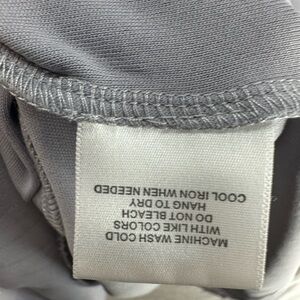 MACHINE WASH COLD
WITH LIKE COLORS
DO NOT BLEACH
HANG TO DRY
COOL IRON WHEN NEEDED